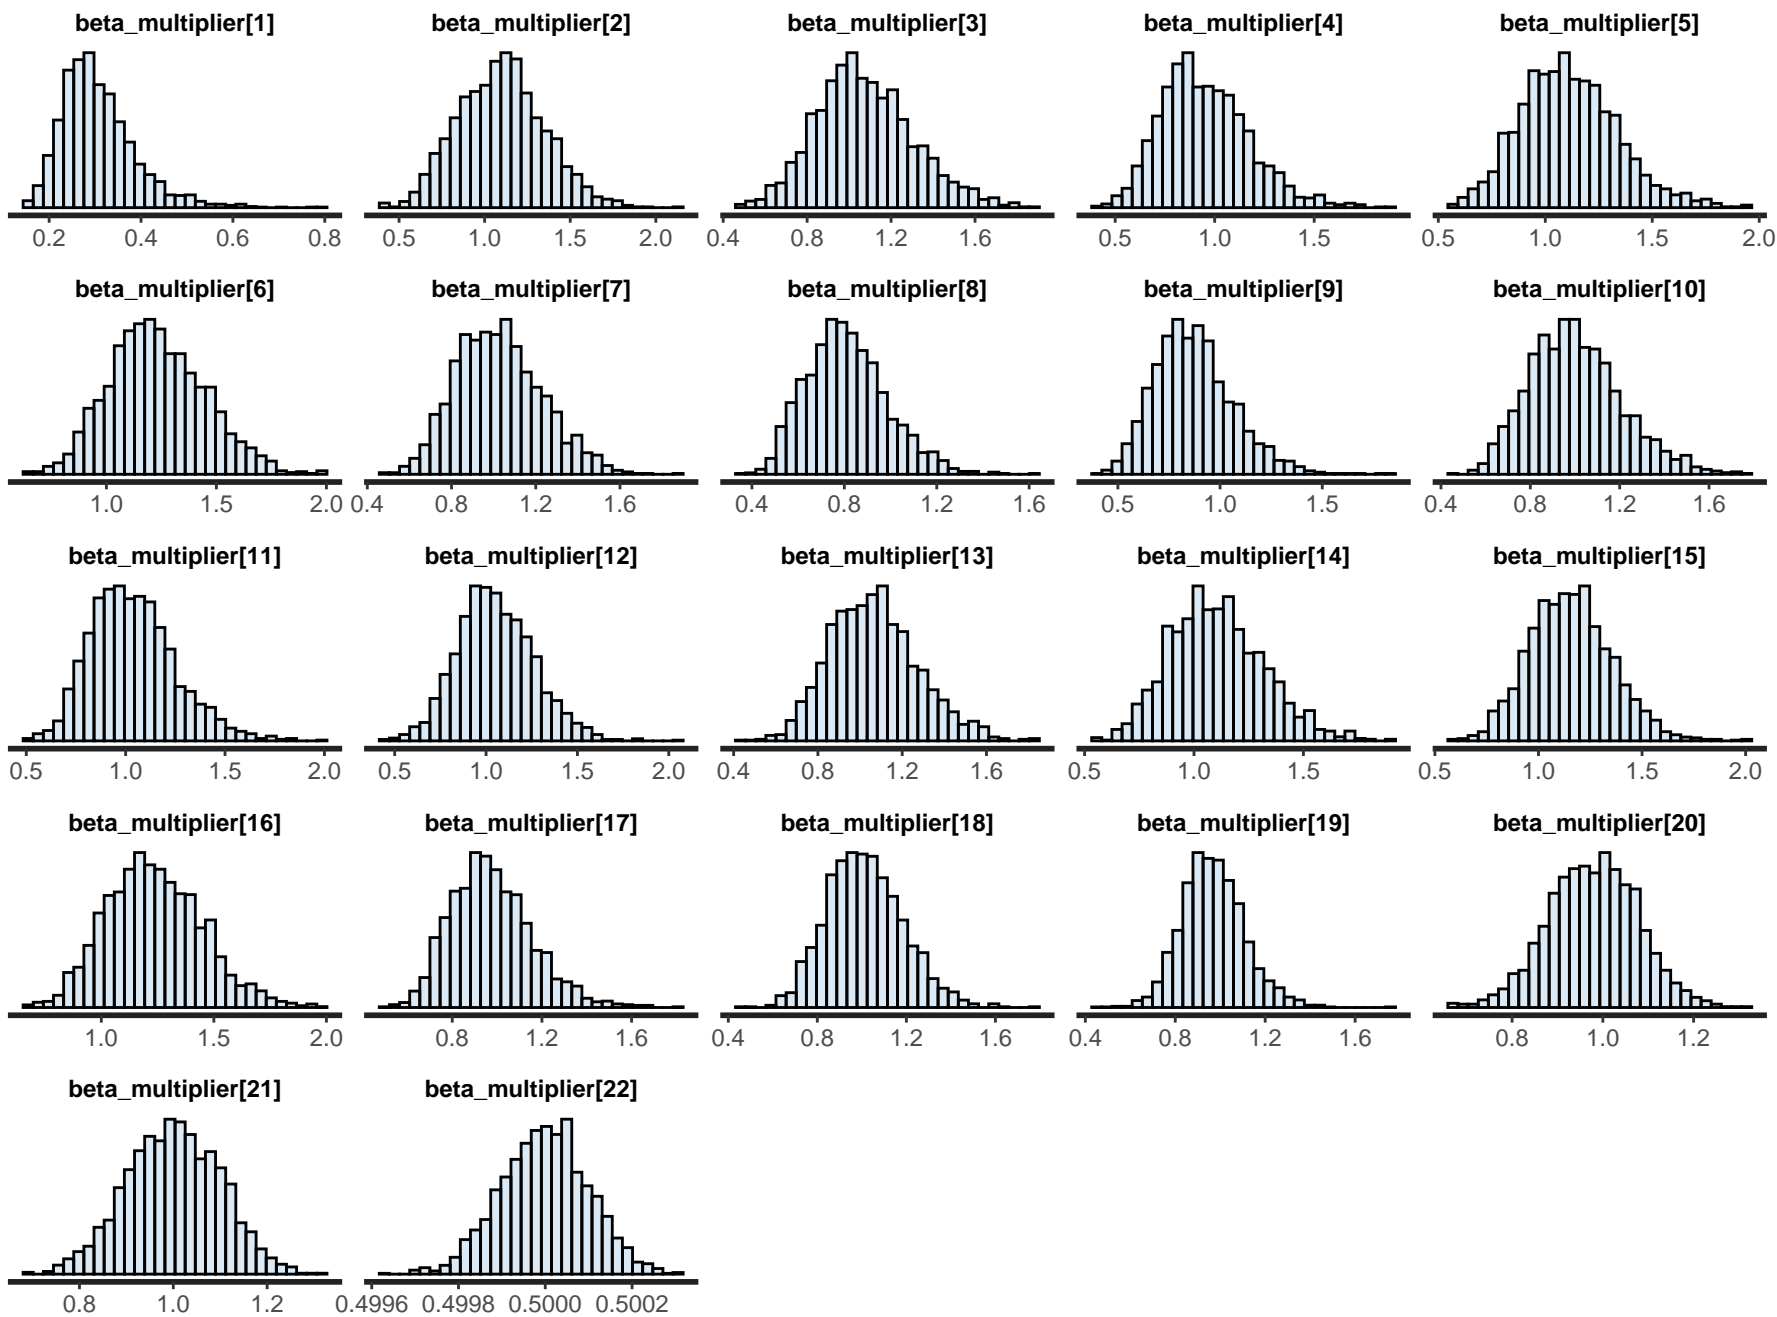 beta_multiplier[1] beta_multiplier[2] beta_multiplier[3] beta_multiplier[4] beta_multiplier[5]
0.2 0.4 0.6 0.8 0.5 1.0 1.5 2.0 0.4 0.8 1.2 1.6 0.5 1.0 1.5 0.5 1.0 1.5 2.0
beta_multiplier[6] beta_multiplier[7] beta_multiplier[8] beta_multiplier[9] beta_multiplier[10]
1.0 1.5 2.0 0.4 0.8 1.2 1.6 0.4 0.8 1.2 1.6 0.5 1.0 1.5 0.4 0.8 1.2 1.6
beta_multiplier[11] beta_multiplier[12] beta_multiplier[13] beta_multiplier[14] beta_multiplier[15]
0.5 1.0 1.5 2.0 0.5 1.0 1.5 2.0 0.4 0.8 1.2 1.6 0.5 1.0 1.5 0.5 1.0 1.5 2.0
beta_multiplier[16] beta_multiplier[17] beta_multiplier[18] beta_multiplier[19] beta_multiplier[20]
1.0 1.5 2.0 0.8 1.2 1.6 0.4 0.8 1.2 1.6 0.4 0.8 1.2 1.6 0.8 1.0 1.2
beta_multiplier[21] beta_multiplier[22]
0.8 1.0 1.2 0.4996 0.4998 0.5000 0.5002